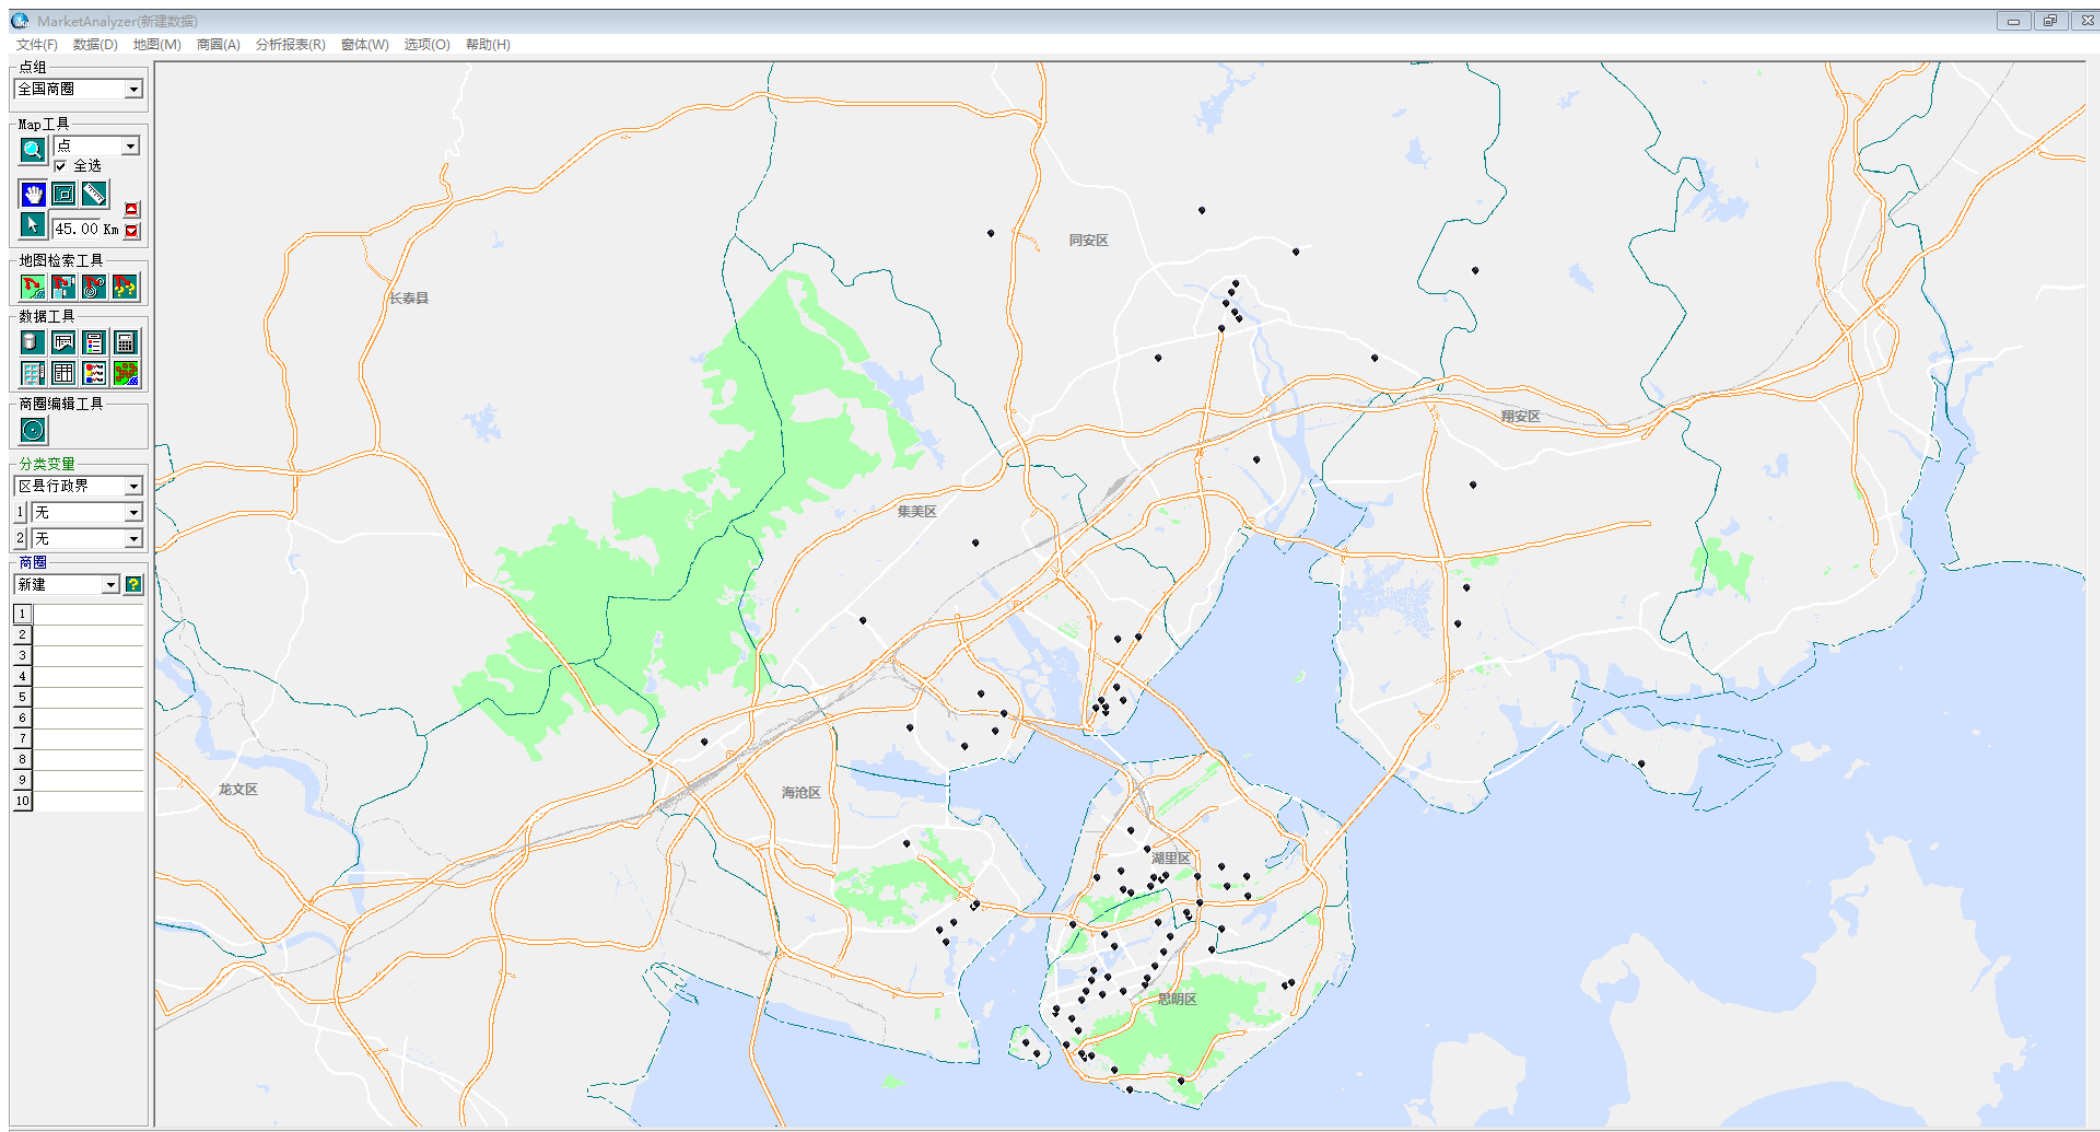 MarketAnalyzer(新建数据)
文件(F) 数据(D) 地图(M) 商圈(A) 分析报表(R) 窗体(W) 选项(O) 帮助(H)
点组
全国商圈
Map工具
点
全选
45.00 Km
地图检索工具
数据工具
商圈编辑工具
分类变量
区县行政界
1 无
2 无
商圈
新建
1
2
3
4
5
6
7
8
9
10
同安区
长泰县
翔安区
集美区
龙文区
海沧区
湖里区
思明区